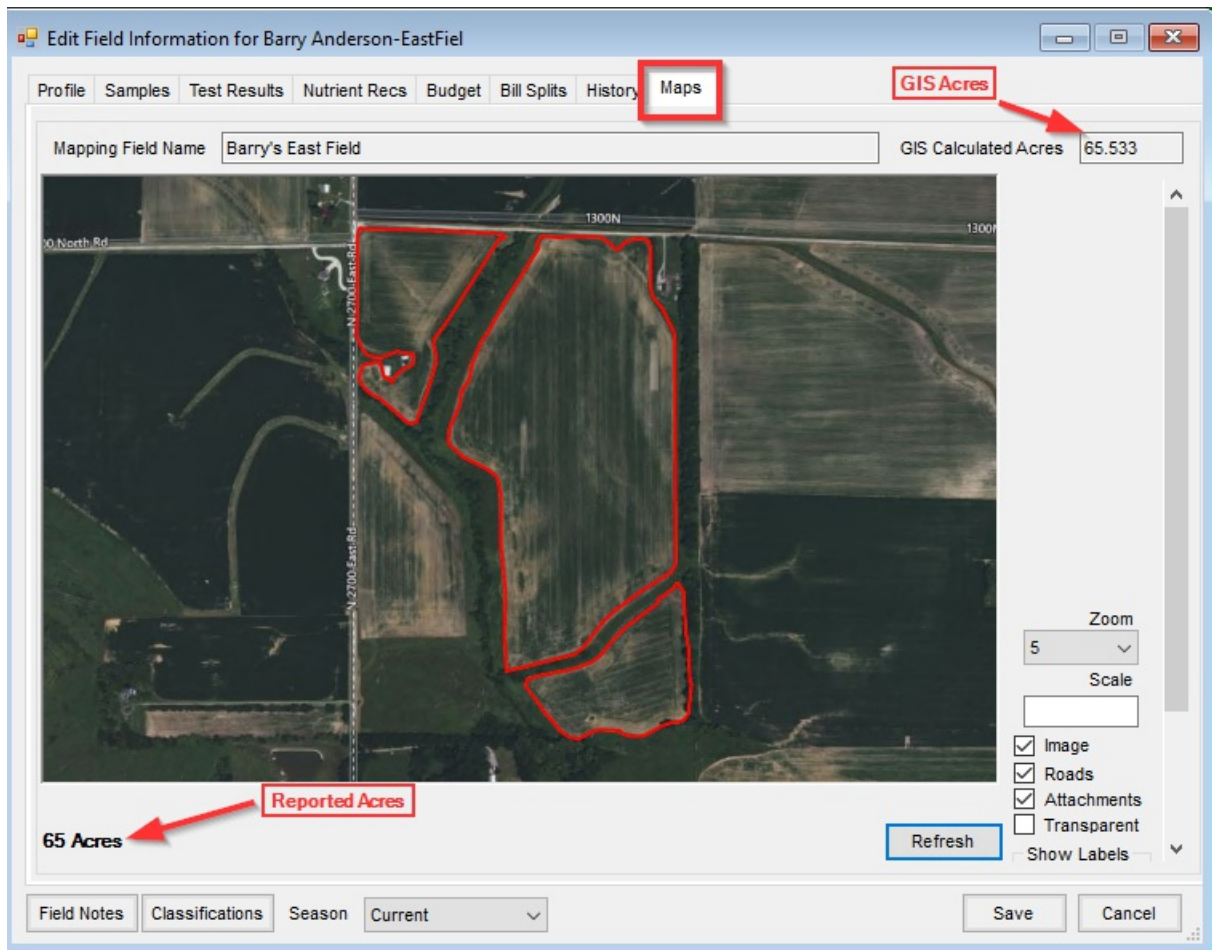 Edit Field Information for Barry Anderson-EastFiel
Profile Samples Test Results Nutrient Recs Budget Bill Splits History Maps
GIS Acres
Mapping Field Name Barry's East Field GIS Calculated Acres 65.533
1300N
00 North Rd
1300N
N 2700 East Rd
N 2700 East Rd
Zoom
5
Scale
Image
Roads
Attachments
Transparent
Show Labels
Reported Acres
65 Acres
Refresh
Field Notes Classifications Season Current Save Cancel